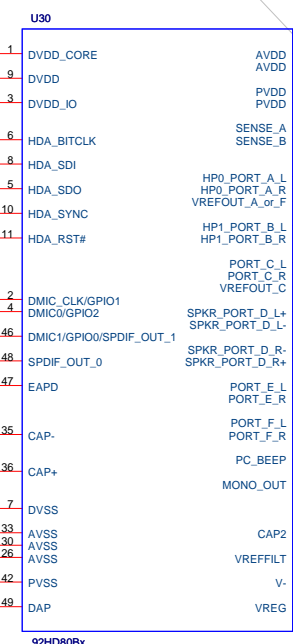 U30
1 DVDD_CORE AVDD
AVDD
9 DVDD
PVDD
3 DVDD_IO PVDD
SENSE_A
6 HDA_BITCLK SENSE_B
8 HDA_SDI
HP0_PORT_A_L
5 HDA_SDO HP0_PORT_A_R
VREFOUT_A_or_F
10 HDA_SYNC
HP1_PORT_B_L
11 HDA_RST# HP1_PORT_B_R
PORT_C_L
PORT_C_R
VREFOUT_C
2 DMIC_CLK/GPIO1
4 DMIC0/GPIO2 SPKR_PORT_D_L+
SPKR_PORT_D_L-
46 DMIC1/GPIO0/SPDIF_OUT_1
SPKR_PORT_D_R-
48 SPDIF_OUT_0 SPKR_PORT_D_R+
47 EAPD PORT_E_L
PORT_E_R
PORT_F_L
35 CAP- PORT_F_R
PC_BEEP
36 CAP+
MONO_OUT
7 DVSS
33 AVSS CAP2
30 AVSS
26 AVSS VREFFILT
42 PVSS V-
49 DAP VREG
92HD80Bx